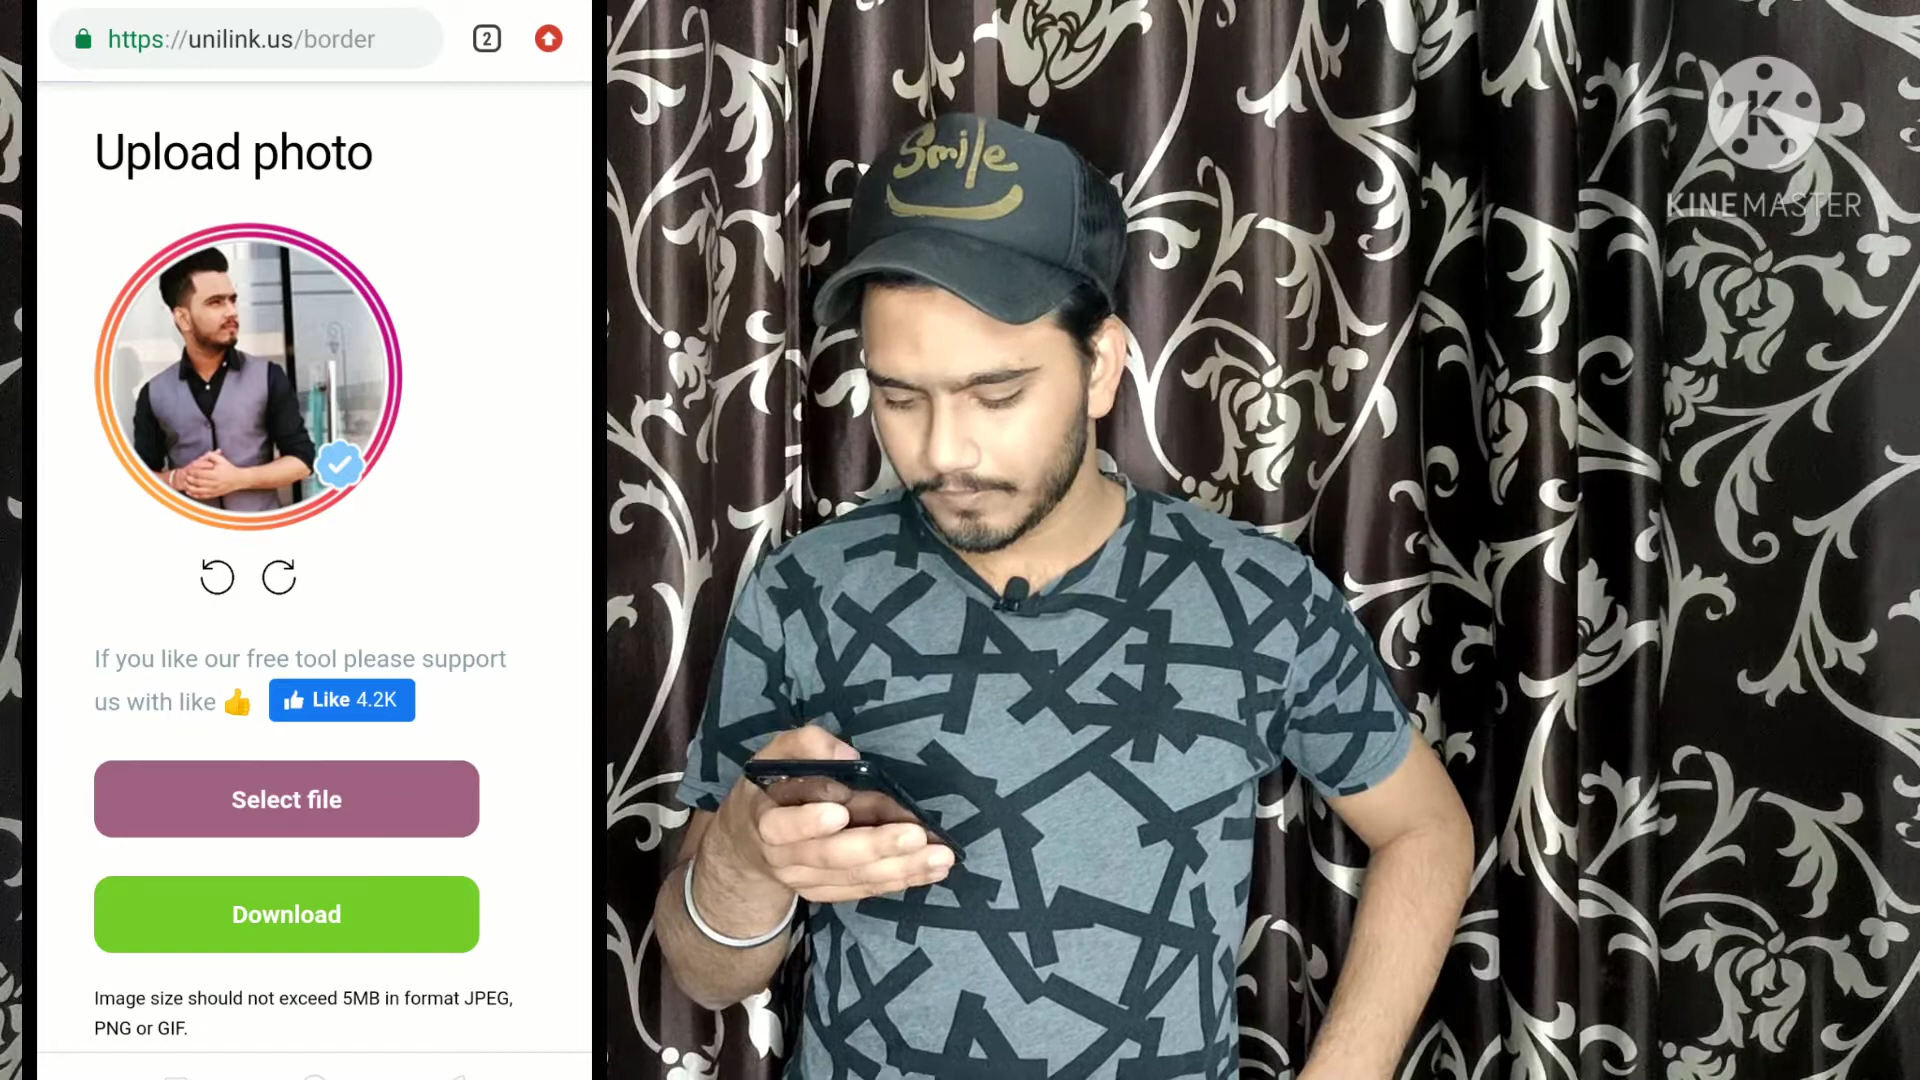 https://unilink.us/border
2
Upload photo
If you like our free tool please support
us with like 👍 Like 4.2K
Select file
Download
Image size should not exceed 5MB in format JPEG,
PNG or GIF.
Smile
K
KINEMASTER